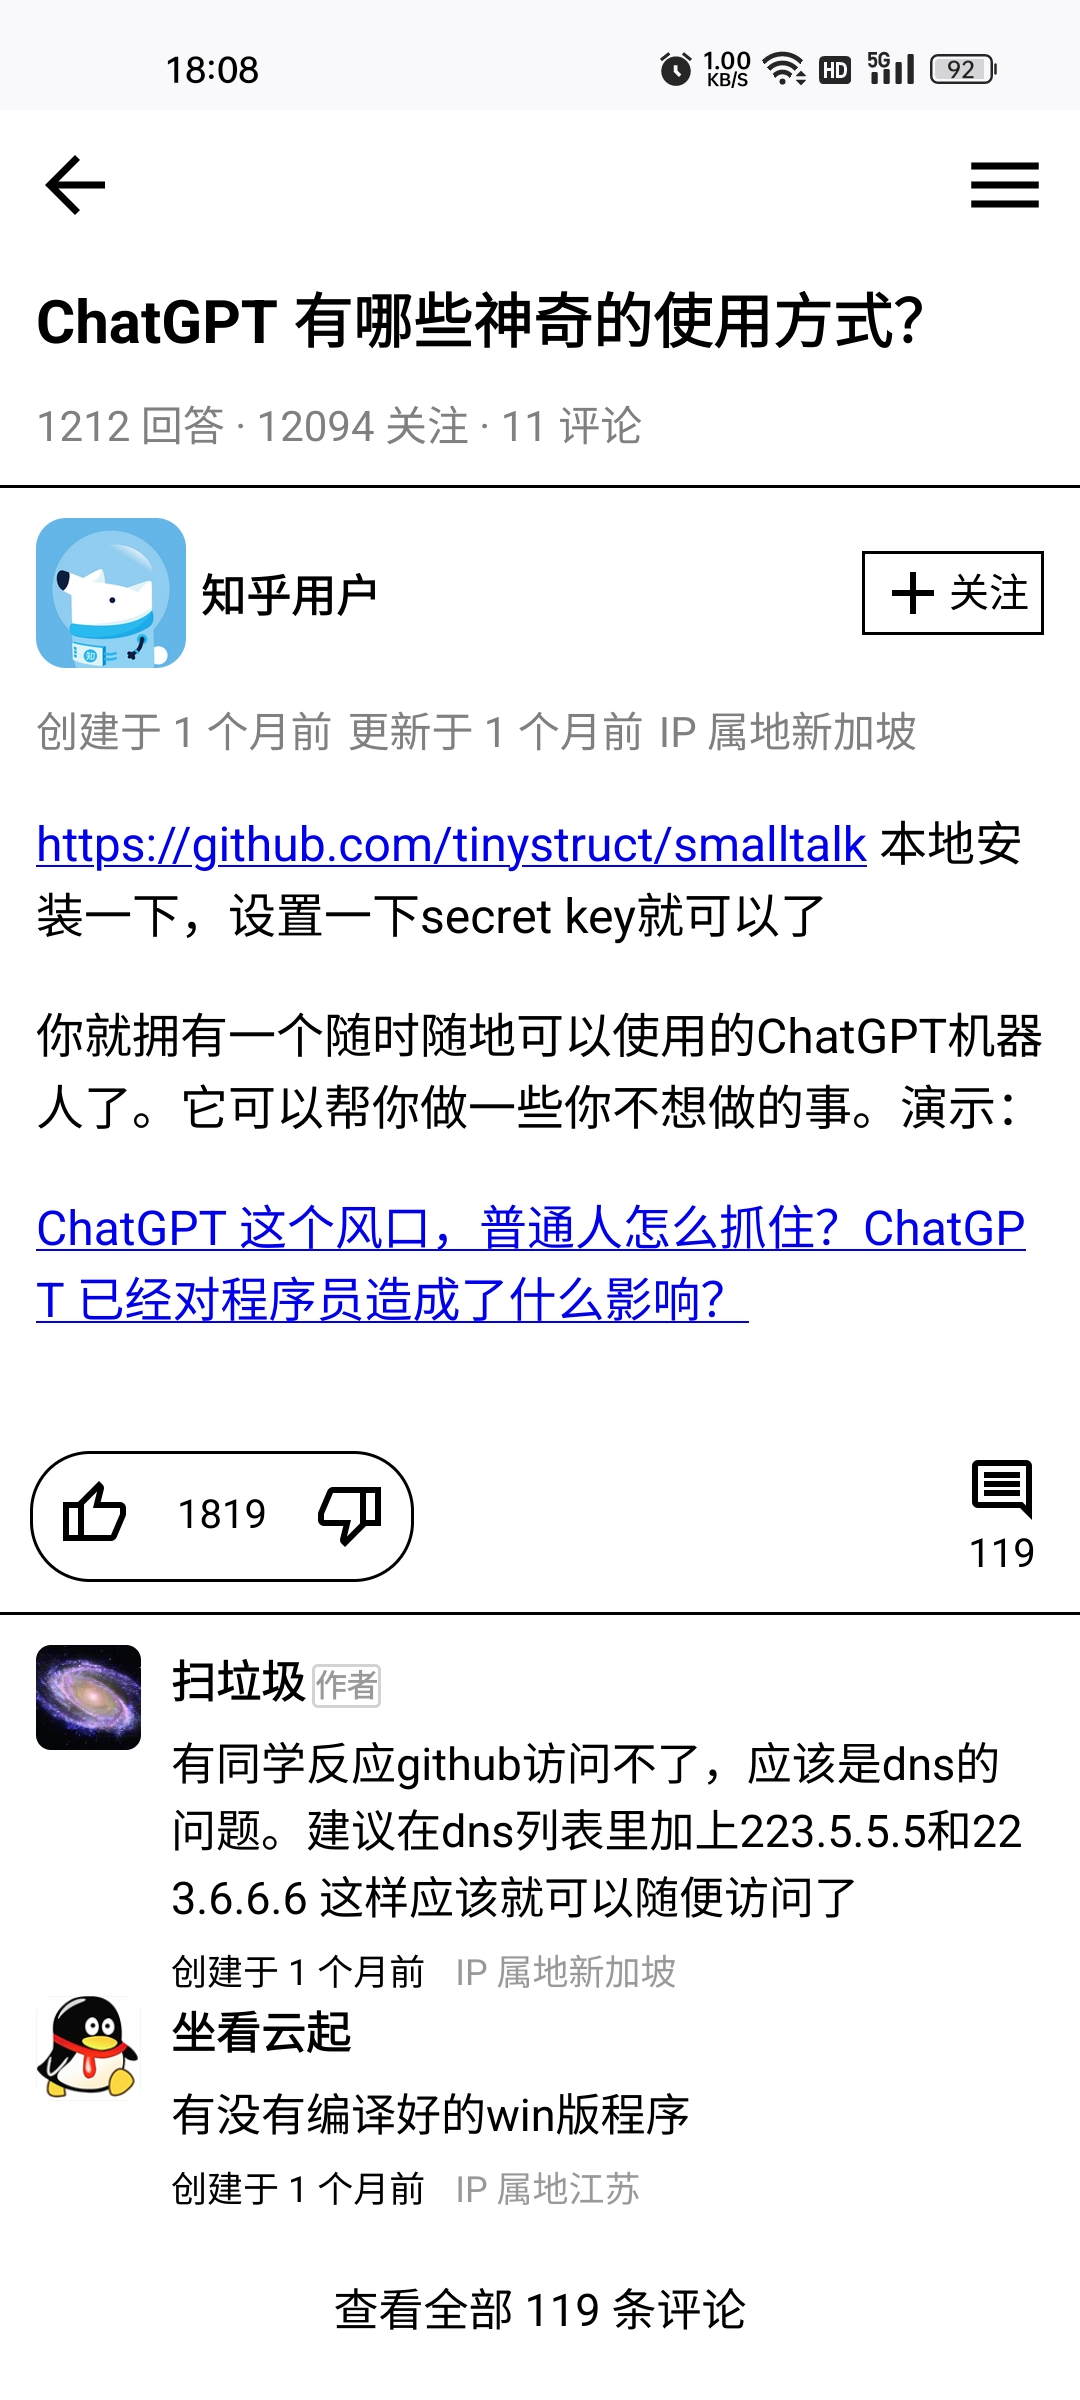 18:08
1.00
KB/S
HD
5G
92
ChatGPT 有哪些神奇的使用方式？
1212 回答 · 12094 关注 · 11 评论
知乎用户
关注
创建于 1 个月前 更新于 1 个月前 IP 属地新加坡
https://github.com/tinystruct/smalltalk 本地安
装一下，设置一下secret key就可以了
你就拥有一个随时随地可以使用的ChatGPT机器
人了。它可以帮你做一些你不想做的事。演示：
ChatGPT 这个风口，普通人怎么抓住？ChatGP
T 已经对程序员造成了什么影响？
1819
119
扫垃圾 作者
有同学反应github访问不了，应该是dns的
问题。建议在dns列表里加上223.5.5.5和22
3.6.6.6 这样应该就可以随便访问了
创建于 1 个月前 IP 属地新加坡
坐看云起
有没有编译好的win版程序
创建于 1 个月前 IP 属地江苏
查看全部 119 条评论